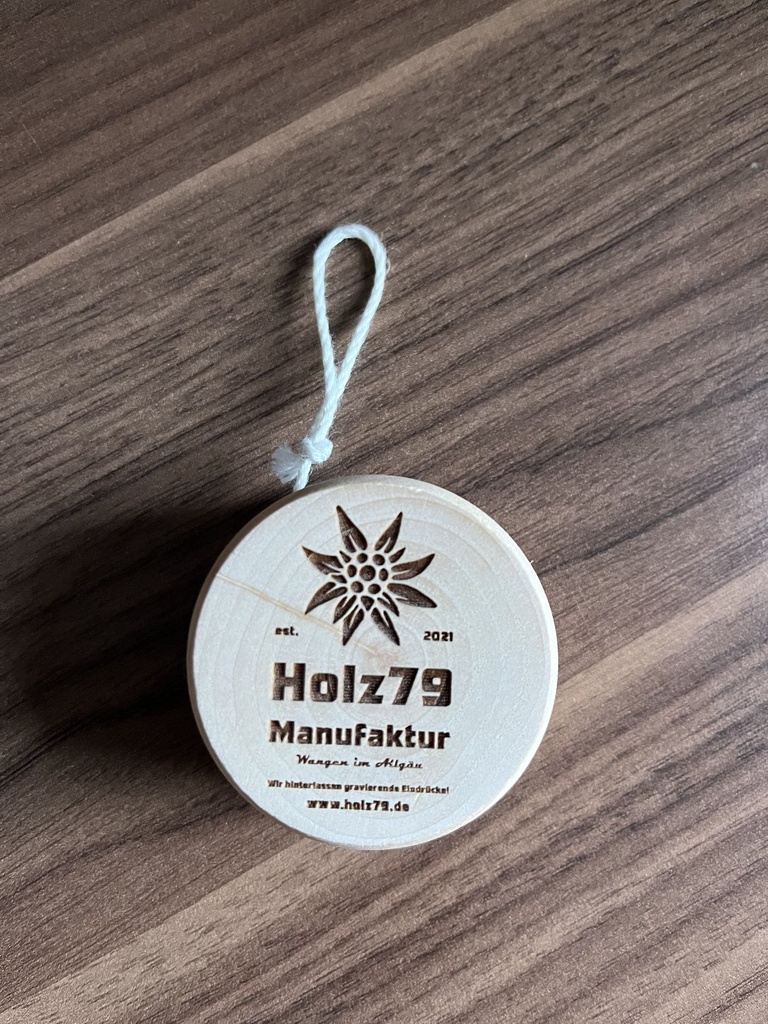 est. 2021
Holz79
Manufaktur
Wangen im Allgäu
Wir hinterlassen gravierende Eindrücke!
www.holz79.de